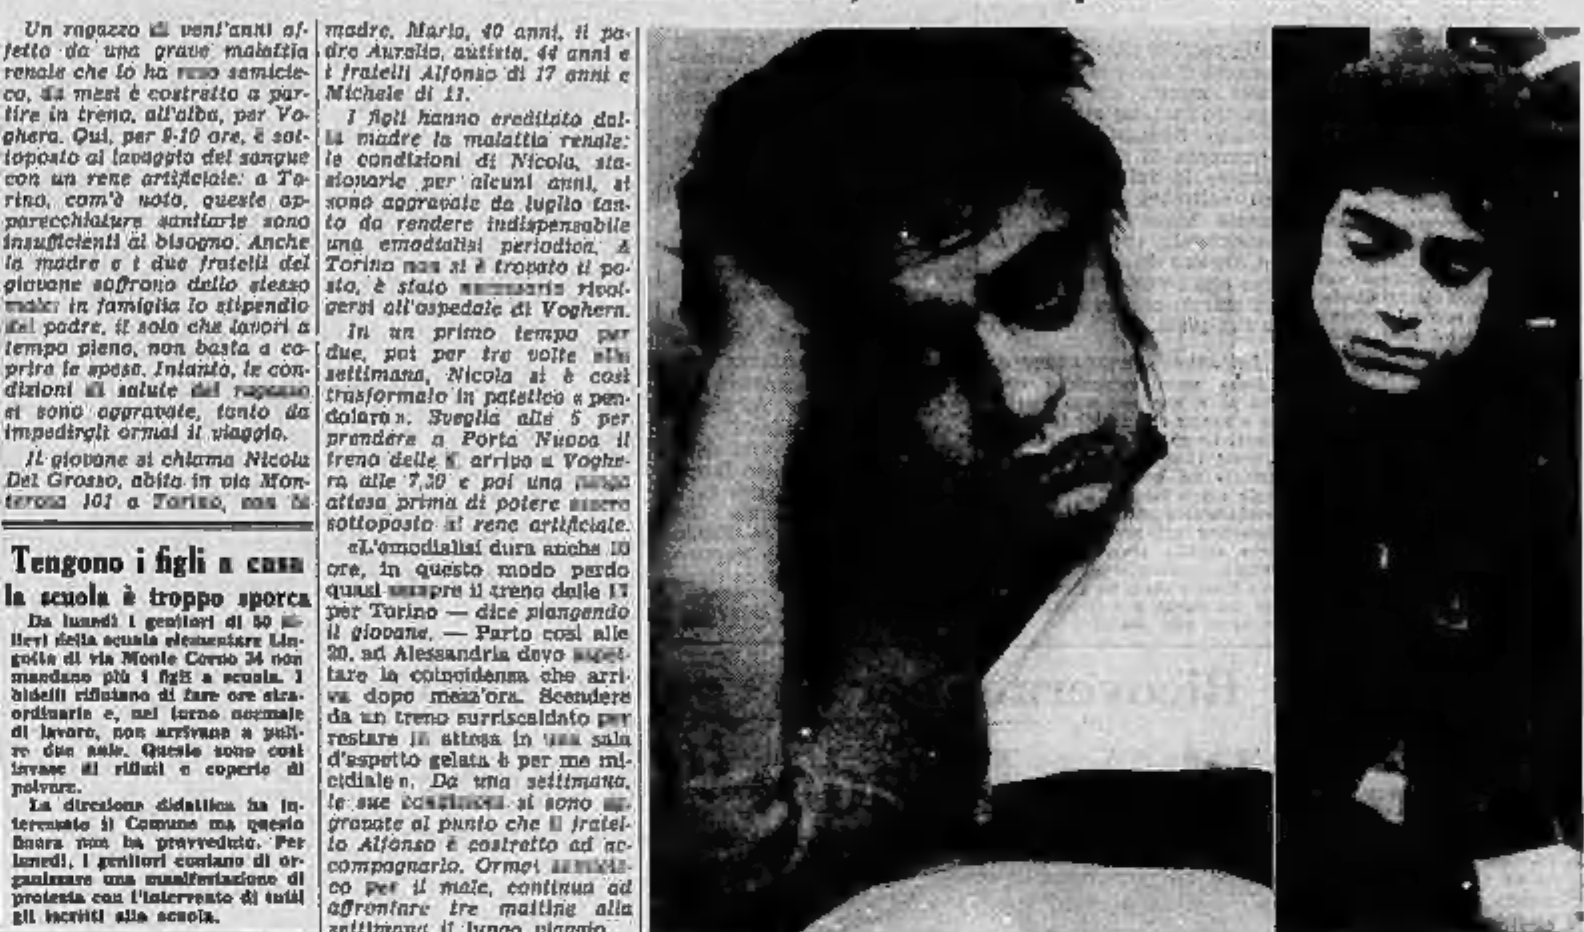 Un ragazzo di vent'anni af-
fetto da una grave malattia
renale che lo ha reso semicie-
co, da mesi è costretto a par-
tire in treno, all'alba, per Vo-
ghera. Qui, per 9-10 ore, è sot-
toposto al lavaggio del sangue
con un rene artificiale: a To-
rino, com'è noto, queste ap-
parecchiature sanitarie sono
insufficienti al bisogno. Anche
la madre e i due fratelli del
giovane soffrono dello stesso
male: in famiglia lo stipendio
del padre, il solo che lavori a
tempo pieno, non basta a co-
prire le spese. Intanto, le con-
dizioni di salute del ragazzo
si sono aggravate, tanto da
impedirgli ormai il viaggio.
Il giovane si chiama Nicola
Del Grosso, abita in via Mon-
terosa 101 a Torino, con la
Tengono i figli a casa
la scuola è troppo sporca
Da lunedì i genitori di 50 al-
lievi della scuola elementare Lin-
gotto di via Monte Corno 34 non
mandano più i figli a scuola. I
bidelli rifiutano di fare ore stra-
ordinarie e, nel turno normale
di lavoro, non arrivano a puli-
re due aule. Queste sono così
invase di rifiuti e coperte di
polvere.
La direzione didattica ha in-
teressato il Comune ma questo
finora non ha provveduto. Per
lunedì, i genitori contano di or-
ganizzare una manifestazione di
protesta con l'intervento di tutti
gli iscritti alla scuola.
madre, Maria, 40 anni, il pa-
dre Aurelio, autista, 44 anni e
i fratelli Alfonso di 17 anni e
Michele di 11.
I figli hanno ereditato dal-
la madre la malattia renale:
le condizioni di Nicola, sta-
zionarie per alcuni anni, si
sono aggravate da luglio tan-
to da rendere indispensabile
una emodialisi periodica. A
Torino non si è trovato il po-
sto, è stato necessario rivol-
gersi all'ospedale di Voghera.
In un primo tempo per
due, poi per tre volte alla
settimana, Nicola si è così
trasformato in patetico « pen-
dolare ». Sveglia alle 5 per
prendere a Porta Nuova il
treno delle arrivo a Voghe-
ra alle 7,30 e poi una lunga
attesa prima di potere essere
sottoposto al rene artificiale.
«L'emodialisi dura anche 10
ore, in questo modo perdo
quasi sempre il treno delle 17
per Torino — dice piangendo
il giovane. — Parto così alle
20, ad Alessandria devo aspet-
tare la coincidenza che arri-
va dopo mezz'ora. Scendere
da un treno surriscaldato per
restare in attesa in una sala
d'aspetto gelata è per me mi-
cidiale ». Da una settimana,
le sue condizioni si sono ag-
gravate al punto che il fratel-
lo Alfonso è costretto ad ac-
compagnarlo. Ormai semicie-
co per il male, continua ad
affrontare tre mattine alla
settimana il lungo viaggio